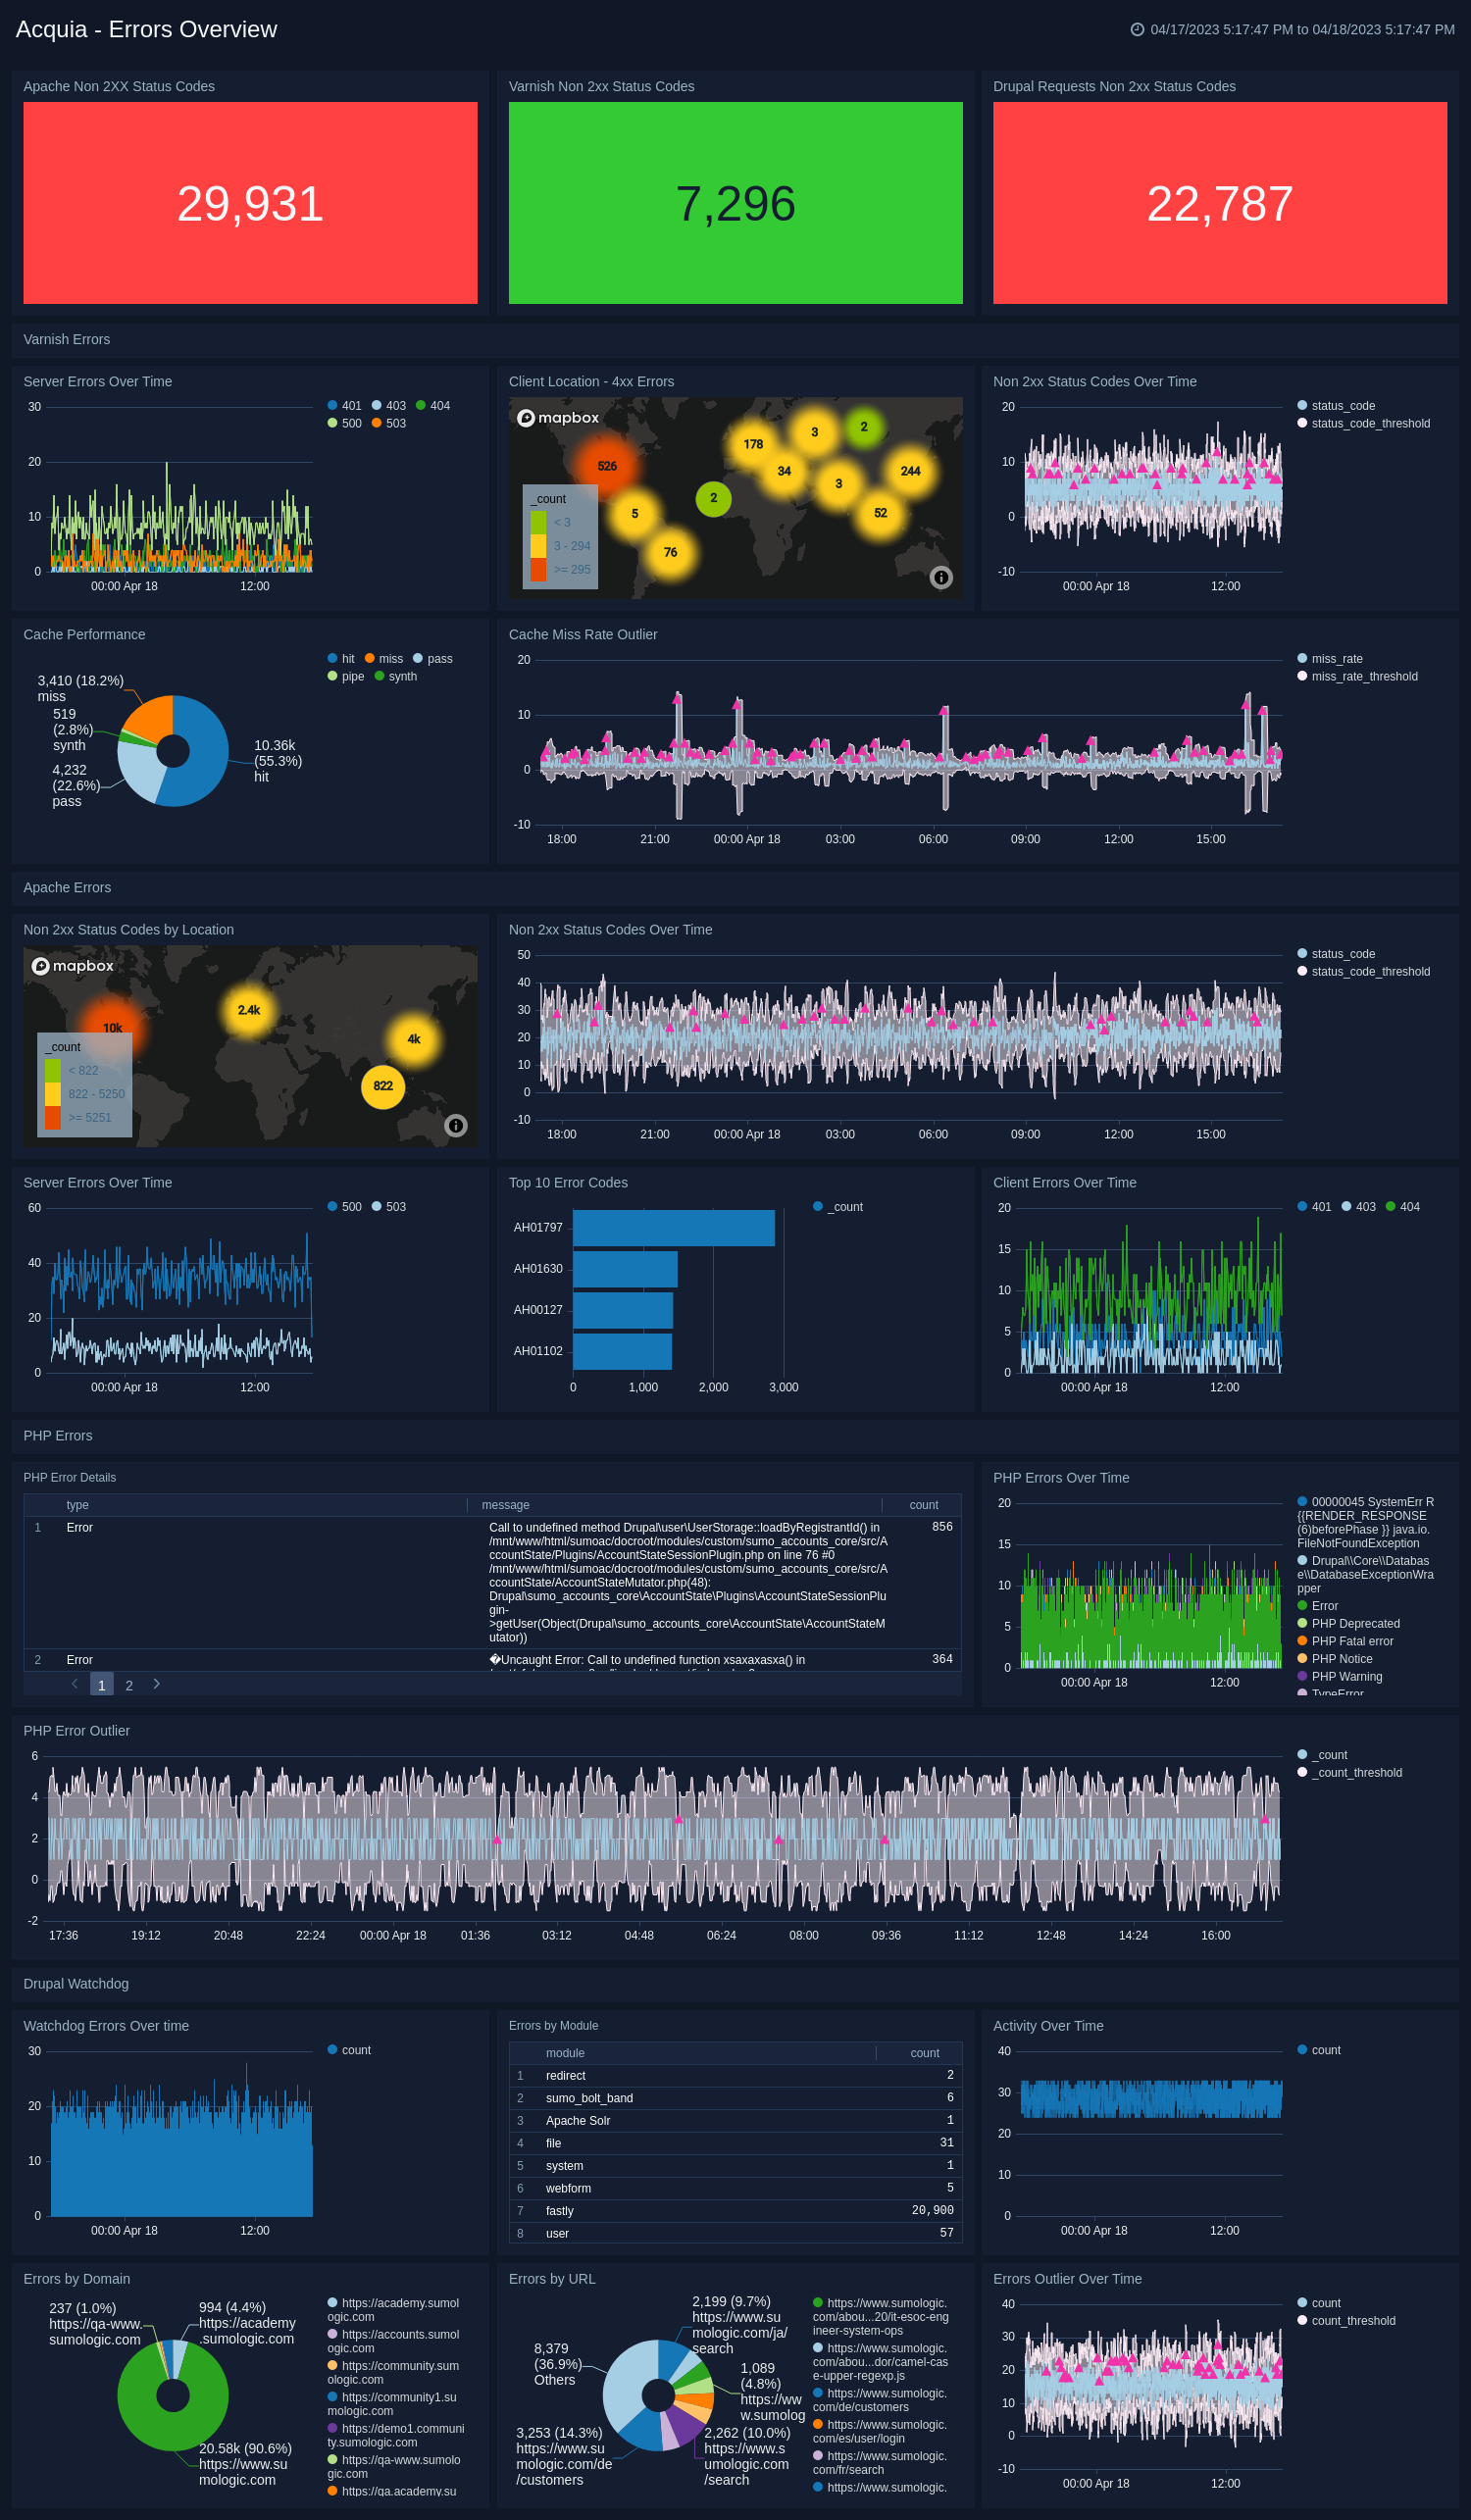 Acquia - Errors Overview
04/17/2023 5:17:47 PM to 04/18/2023 5:17:47 PM
Apache Non 2XX Status Codes
29,931
Varnish Non 2xx Status Codes
7,296
Drupal Requests Non 2xx Status Codes
22,787
Varnish Errors
Server Errors Over Time
30
20
10
0
00:00 Apr 18
12:00
401 403 404
500 503
Client Location - 4xx Errors
mapbox
526
178
3
2
34
244
3
2
5
52
76
_count
< 3
3 - 294
>= 295
Non 2xx Status Codes Over Time
20
10
0
-10
00:00 Apr 18
12:00
status_code
status_code_threshold
Cache Performance
3,410 (18.2%)
miss
519
(2.8%)
synth
4,232
(22.6%)
pass
10.36k
(55.3%)
hit
hit miss pass
pipe synth
Cache Miss Rate Outlier
20
10
0
-10
18:00
21:00
00:00 Apr 18
03:00
06:00
09:00
12:00
15:00
miss_rate
miss_rate_threshold
Apache Errors
Non 2xx Status Codes by Location
mapbox
10k
2.4k
4k
822
_count
< 822
822 - 5250
>= 5251
Non 2xx Status Codes Over Time
50
40
30
20
10
0
-10
18:00
21:00
00:00 Apr 18
03:00
06:00
09:00
12:00
15:00
status_code
status_code_threshold
Server Errors Over Time
60
40
20
0
00:00 Apr 18
12:00
500 503
Top 10 Error Codes
AH01797
AH01630
AH00127
AH01102
0
1,000
2,000
3,000
_count
Client Errors Over Time
20
15
10
5
0
00:00 Apr 18
12:00
401 403 404
PHP Errors
PHP Error Details
type message count
1 Error
Call to undefined method Drupal\user\UserStorage::loadByRegistrantId() in
/mnt/www/html/sumoac/docroot/modules/custom/sumo_accounts_core/src/A
ccountState/Plugins/AccountStateSessionPlugin.php on line 76 #0
/mnt/www/html/sumoac/docroot/modules/custom/sumo_accounts_core/src/A
ccountState/AccountStateMutator.php(48):
Drupal\sumo_accounts_core\AccountState\Plugins\AccountStateSessionPlu
gin-
>getUser(Object(Drupal\sumo_accounts_core\AccountState\AccountStateM
utator))
856
2 Error
�Uncaught Error: Call to undefined function xsaxaxasxa() in
364
1 2
PHP Errors Over Time
20
15
10
5
0
00:00 Apr 18
12:00
00000045 SystemErr R
{{RENDER_RESPONSE
(6)beforePhase }} java.io.
FileNotFoundException
Drupal\\Core\\Databas
e\\DatabaseExceptionWra
pper
Error
PHP Deprecated
PHP Fatal error
PHP Notice
PHP Warning
TypeError
PHP Error Outlier
6
4
2
0
-2
17:36
19:12
20:48
22:24
00:00 Apr 18
01:36
03:12
04:48
06:24
08:00
09:36
11:12
12:48
14:24
16:00
_count
_count_threshold
Drupal Watchdog
Watchdog Errors Over time
30
20
10
0
00:00 Apr 18
12:00
count
Errors by Module
module count
1 redirect 2
2 sumo_bolt_band 6
3 Apache Solr 1
4 file 31
5 system 1
6 webform 5
7 fastly 20,900
8 user 57
Activity Over Time
40
30
20
10
0
00:00 Apr 18
12:00
count
Errors by Domain
237 (1.0%)
https://qa-www.
sumologic.com
994 (4.4%)
https://academy
.sumologic.com
20.58k (90.6%)
https://www.su
mologic.com
https://academy.sumol
ogic.com
https://accounts.sumol
ogic.com
https://community.sum
ologic.com
https://community1.su
mologic.com
https://demo1.communi
ty.sumologic.com
https://qa-www.sumolo
gic.com
https://qa.academy.su
Errors by URL
2,199 (9.7%)
https://www.su
mologic.com/ja/
search
8,379
(36.9%)
Others
1,089
(4.8%)
https://ww
w.sumolog
3,253 (14.3%)
https://www.su
mologic.com/de
/customers
2,262 (10.0%)
https://www.s
umologic.com
/search
https://www.sumologic.
com/abou...20/it-esoc-eng
ineer-system-ops
https://www.sumologic.
com/abou...dor/camel-cas
e-upper-regexp.js
https://www.sumologic.
com/de/customers
https://www.sumologic.
com/es/user/login
https://www.sumologic.
com/fr/search
https://www.sumologic.
Errors Outlier Over Time
40
30
20
10
0
-10
00:00 Apr 18
12:00
count
count_threshold